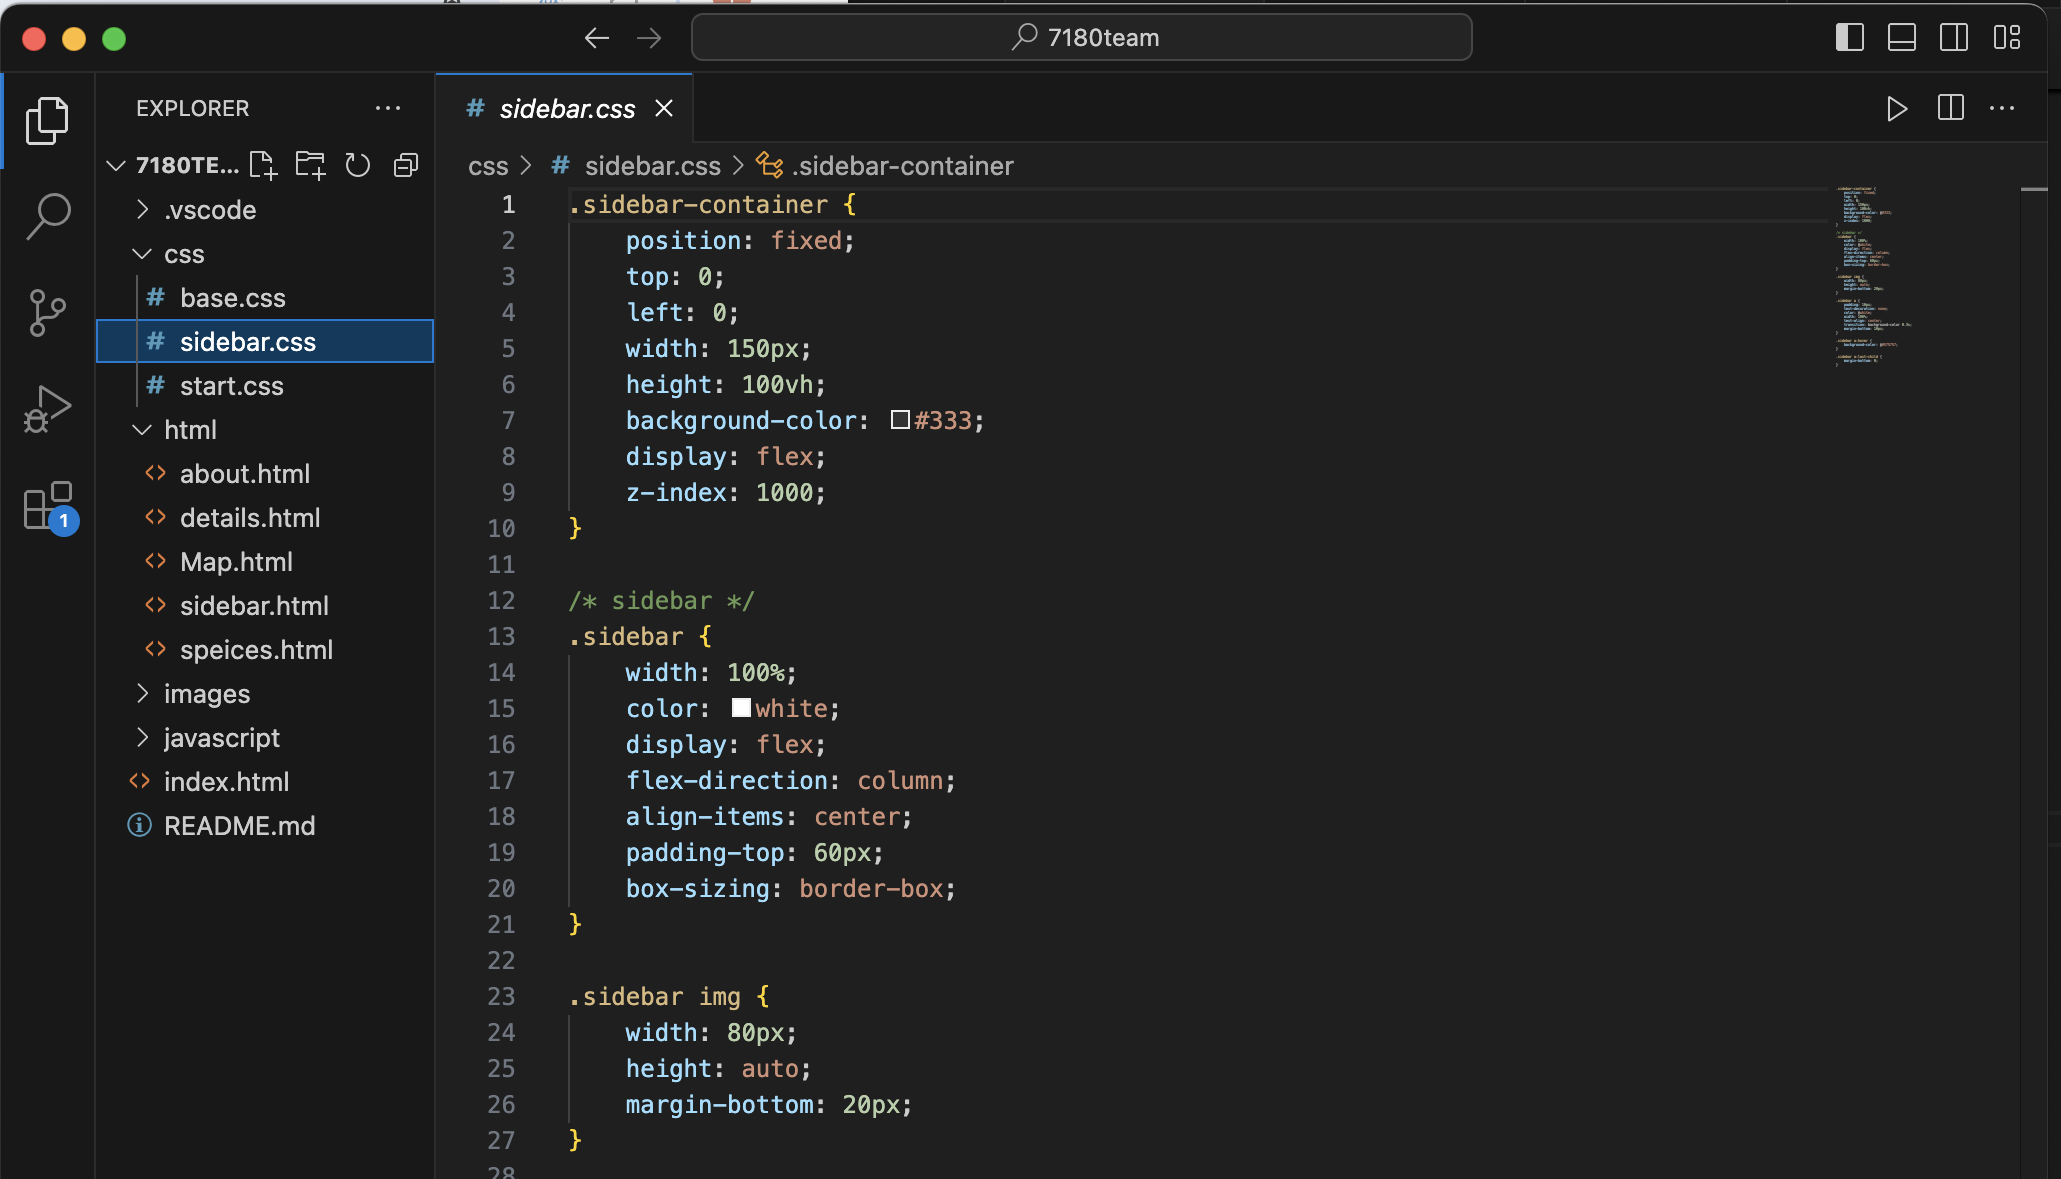 7180team
EXPLORER
7180TE...
.vscode
css
# base.css
# sidebar.css
# start.css
html
<> about.html
<> details.html
<> Map.html
<> sidebar.html
<> speices.html
images
javascript
<> index.html
README.md
1
# sidebar.css
css > # sidebar.css > .sidebar-container
1 .sidebar-container {
2     position: fixed;
3     top: 0;
4     left: 0;
5     width: 150px;
6     height: 100vh;
7     background-color: #333;
8     display: flex;
9     z-index: 1000;
10 }
11
12 /* sidebar */
13 .sidebar {
14     width: 100%;
15     color: white;
16     display: flex;
17     flex-direction: column;
18     align-items: center;
19     padding-top: 60px;
20     box-sizing: border-box;
21 }
22
23 .sidebar img {
24     width: 80px;
25     height: auto;
26     margin-bottom: 20px;
27 }
28